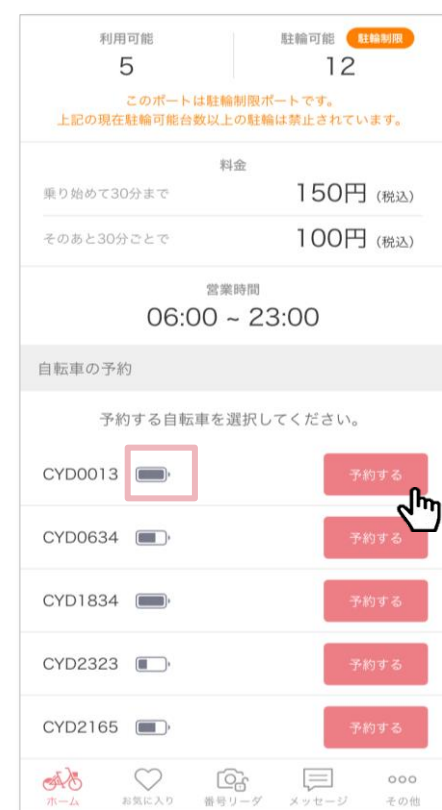 利用可能
駐輪可能 駐輪制限
5
12
このポートは駐輪制限ポートです。
上記の現在駐輪可能台数以上の駐輪は禁止されています。
料金
乗り始めて30分まで 150円 (税込)
そのあと30分ごとで 100円 (税込)
営業時間
06:00 ~ 23:00
自転車の予約
予約する自転車を選択してください。
CYD0013 予約する
CYD0634 予約する
CYD1834 予約する
CYD2323 予約する
CYD2165 予約する
ホーム お気に入り 番号リーダ メッセージ その他